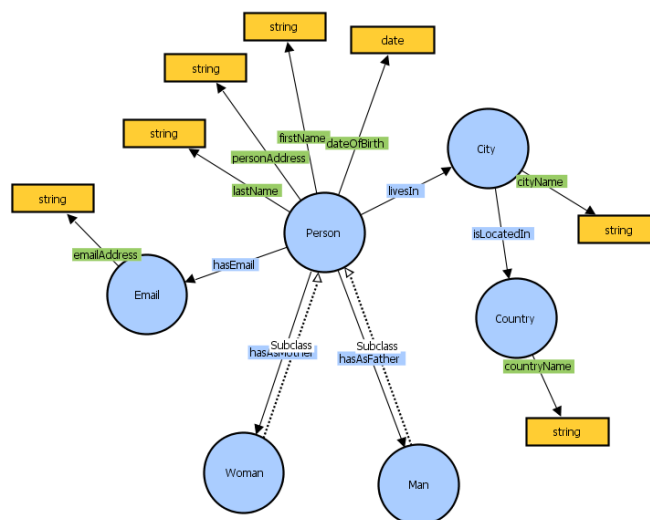 string
date
string
string
firstName
dateOfBirth
City
personAddress
cityName
lastName
livesIn
string
Person
string
isLocatedIn
emailAddress
hasEmail
Email
Country
Subclass
hasAsMother
Subclass
hasAsFather
countryName
string
Woman
Man